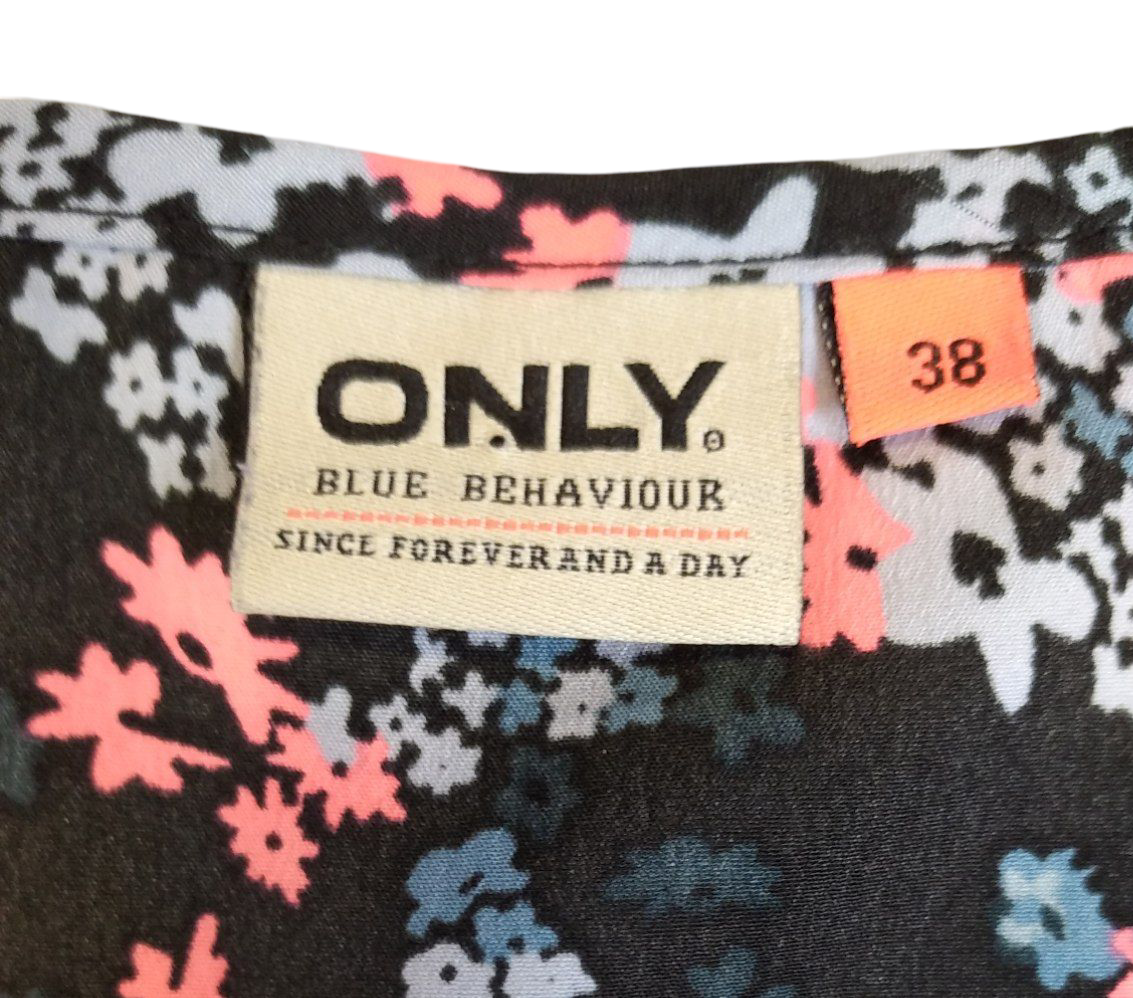 ONLY®
BLUE BEHAVIOUR
SINCE FOREVER AND A DAY
38